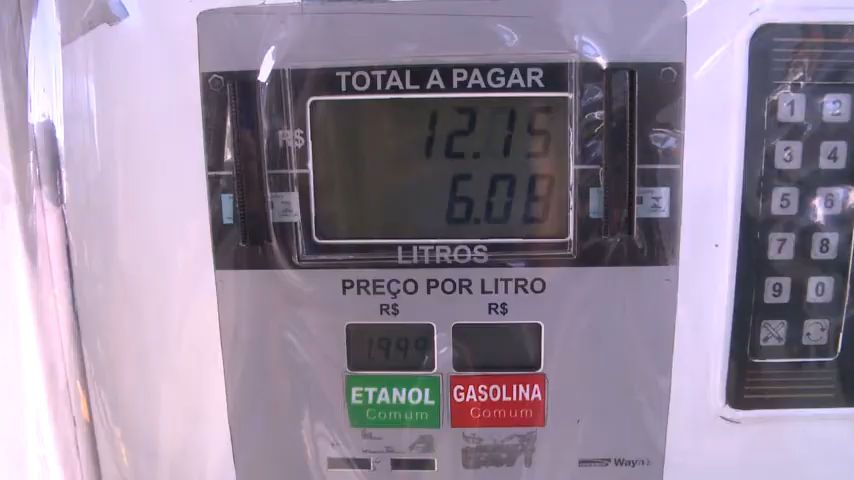 TOTAL A PAGAR
R$ 12.15
6.08
LITROS
PREÇO POR LITRO
R$ R$
1.999
ETANOL GASOLINA
Comum Comum
Wayne
1 2
3 4
5 6
7 8
9 0